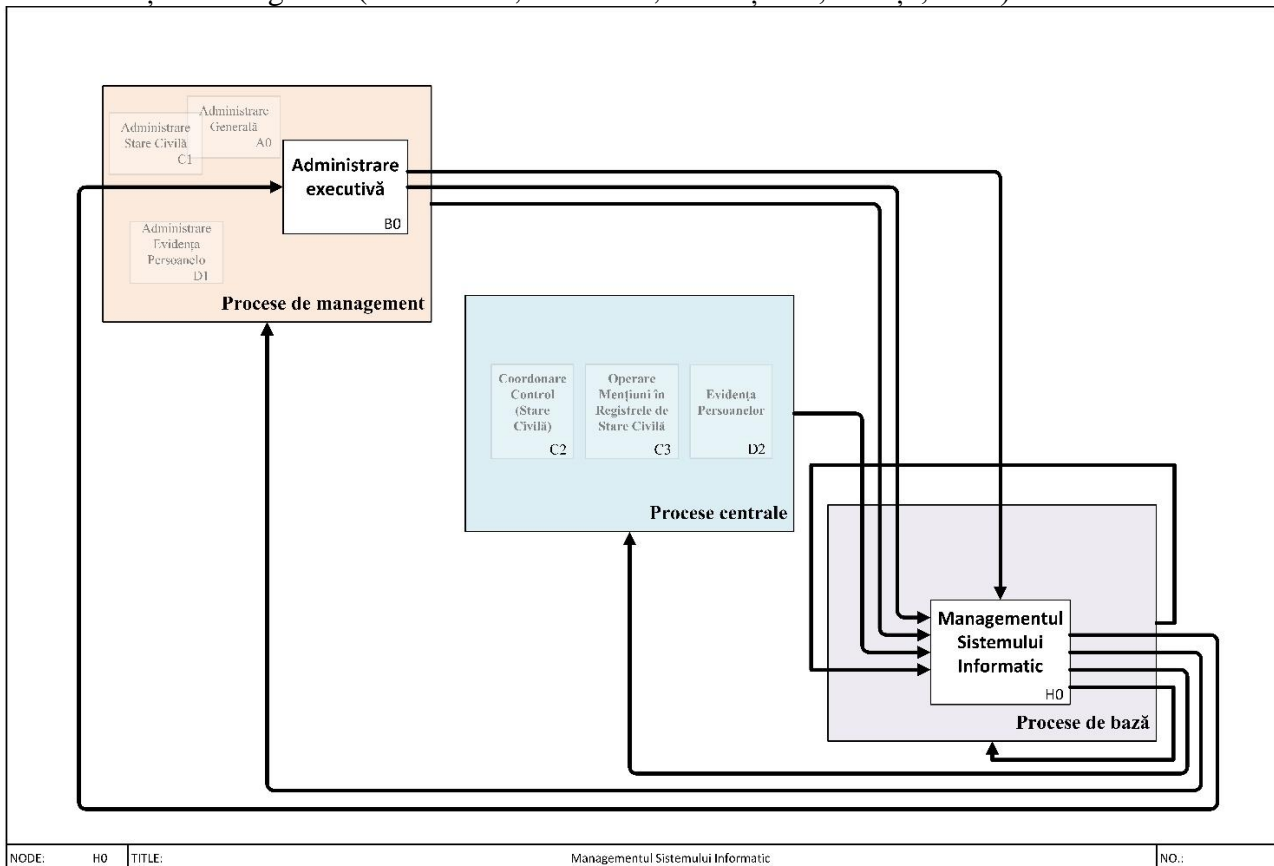 Administrare
Generală
A0
Administrare
Stare Civilă
C1
Administrare
executivă
B0
Administrare
Evidența
Persoanelo
D1
Procese de management
Coordonare
Control
(Stare
Civilă)
C2
Operare
Mențiuni în
Registrele de
Stare Civilă
C3
Evidența
Persoanelor
D2
Procese centrale
Managementul
Sistemului
Informatic
H0
Procese de bază
NODE: H0 TITLE: Managementul Sistemului Informatic NO.: